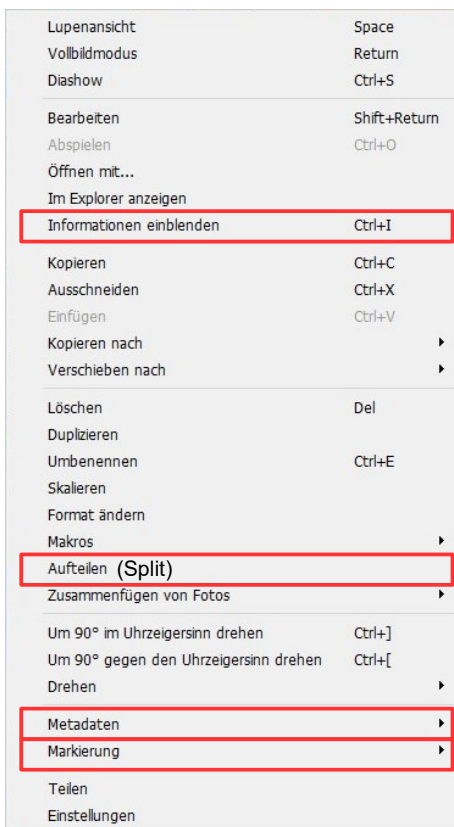 Lupenansicht Space
Vollbildmodus Return
Diashow Ctrl+S
Bearbeiten Shift+Return
Abspielen Ctrl+O
Öffnen mit...
Im Explorer anzeigen
Informationen einblenden Ctrl+I
Kopieren Ctrl+C
Ausschneiden Ctrl+X
Einfügen Ctrl+V
Kopieren nach
Verschieben nach
Löschen Del
Duplizieren
Umbenennen Ctrl+E
Skalieren
Format ändern
Makros
Aufteilen (Split)
Zusammenfügen von Fotos
Um 90° im Uhrzeigersinn drehen Ctrl+]
Um 90° gegen den Uhrzeigersinn drehen Ctrl+[
Drehen
Metadaten
Markierung
Teilen
Einstellungen